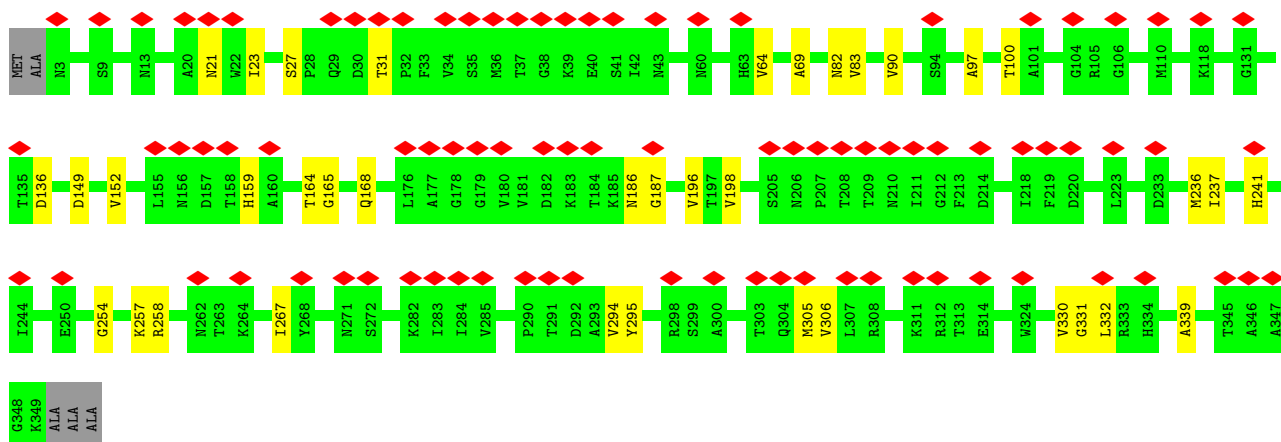 MET ALA N3 S9 N13 A20 N21 W22 I23 S27 P28 Q29 D30 T31 P32 F33 V34 S35 M36 T37 G38 K39 E40 S41 I42 N43 N60 H63 V64 A69 N82 V83 V90 S94 A97 T100 A101 G104 R105 G106 M110 K118 G131
T135 D136 D149 V152 L155 N156 D157 T158 H159 A160 T164 G165 Q168 L176 A177 G178 G179 V180 V181 D182 K183 T184 K185 N186 G187 V196 T197 V198 S205 N206 P207 T208 T209 N210 I211 G212 F213 D214 I218 F219 D220 L223 D233 M236 I237 H241
I244 E250 G254 K257 R258 N262 T263 K264 I267 Y268 N271 S272 K282 I283 I284 V285 P290 T291 D292 A293 V294 Y295 R298 S299 A300 T303 Q304 M305 V306 L307 R308 K311 R312 T313 E314 W324 V330 G331 L332 R333 H334 A339 T345 A346 A347
G348 K349 ALA ALA ALA